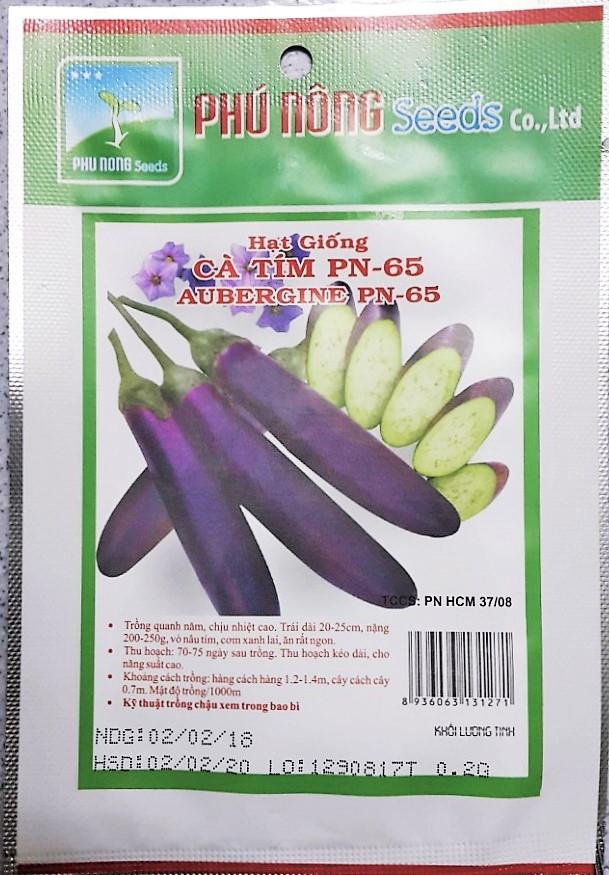 PHÚ NÔNG Seeds Co.,Ltd
PHU NONG Seeds
Hạt Giống
CÀ TÍM PN-65
AUBERGINE PN-65
TCCS: PN HCM 37/08
• Trồng quanh năm, chịu nhiệt cao. Trái dài 20-25cm, nặng
200-250g, vỏ nâu tím, cơm xanh lai, ăn rất ngon.
• Thu hoạch: 70-75 ngày sau trồng. Thu hoạch kéo dài, cho
năng suất cao.
• Khoảng cách trồng: hàng cách hàng 1.2-1.4m, cây cách cây
0.7m. Mật độ trồng/1000m
• Kỹ thuật trồng chậu xem trong bao bì
8 936063 131271
KHỐI LƯỢNG TỊNH
NDG:02/02/18
HSD:02/02/20 LO:1290817T 0.2G